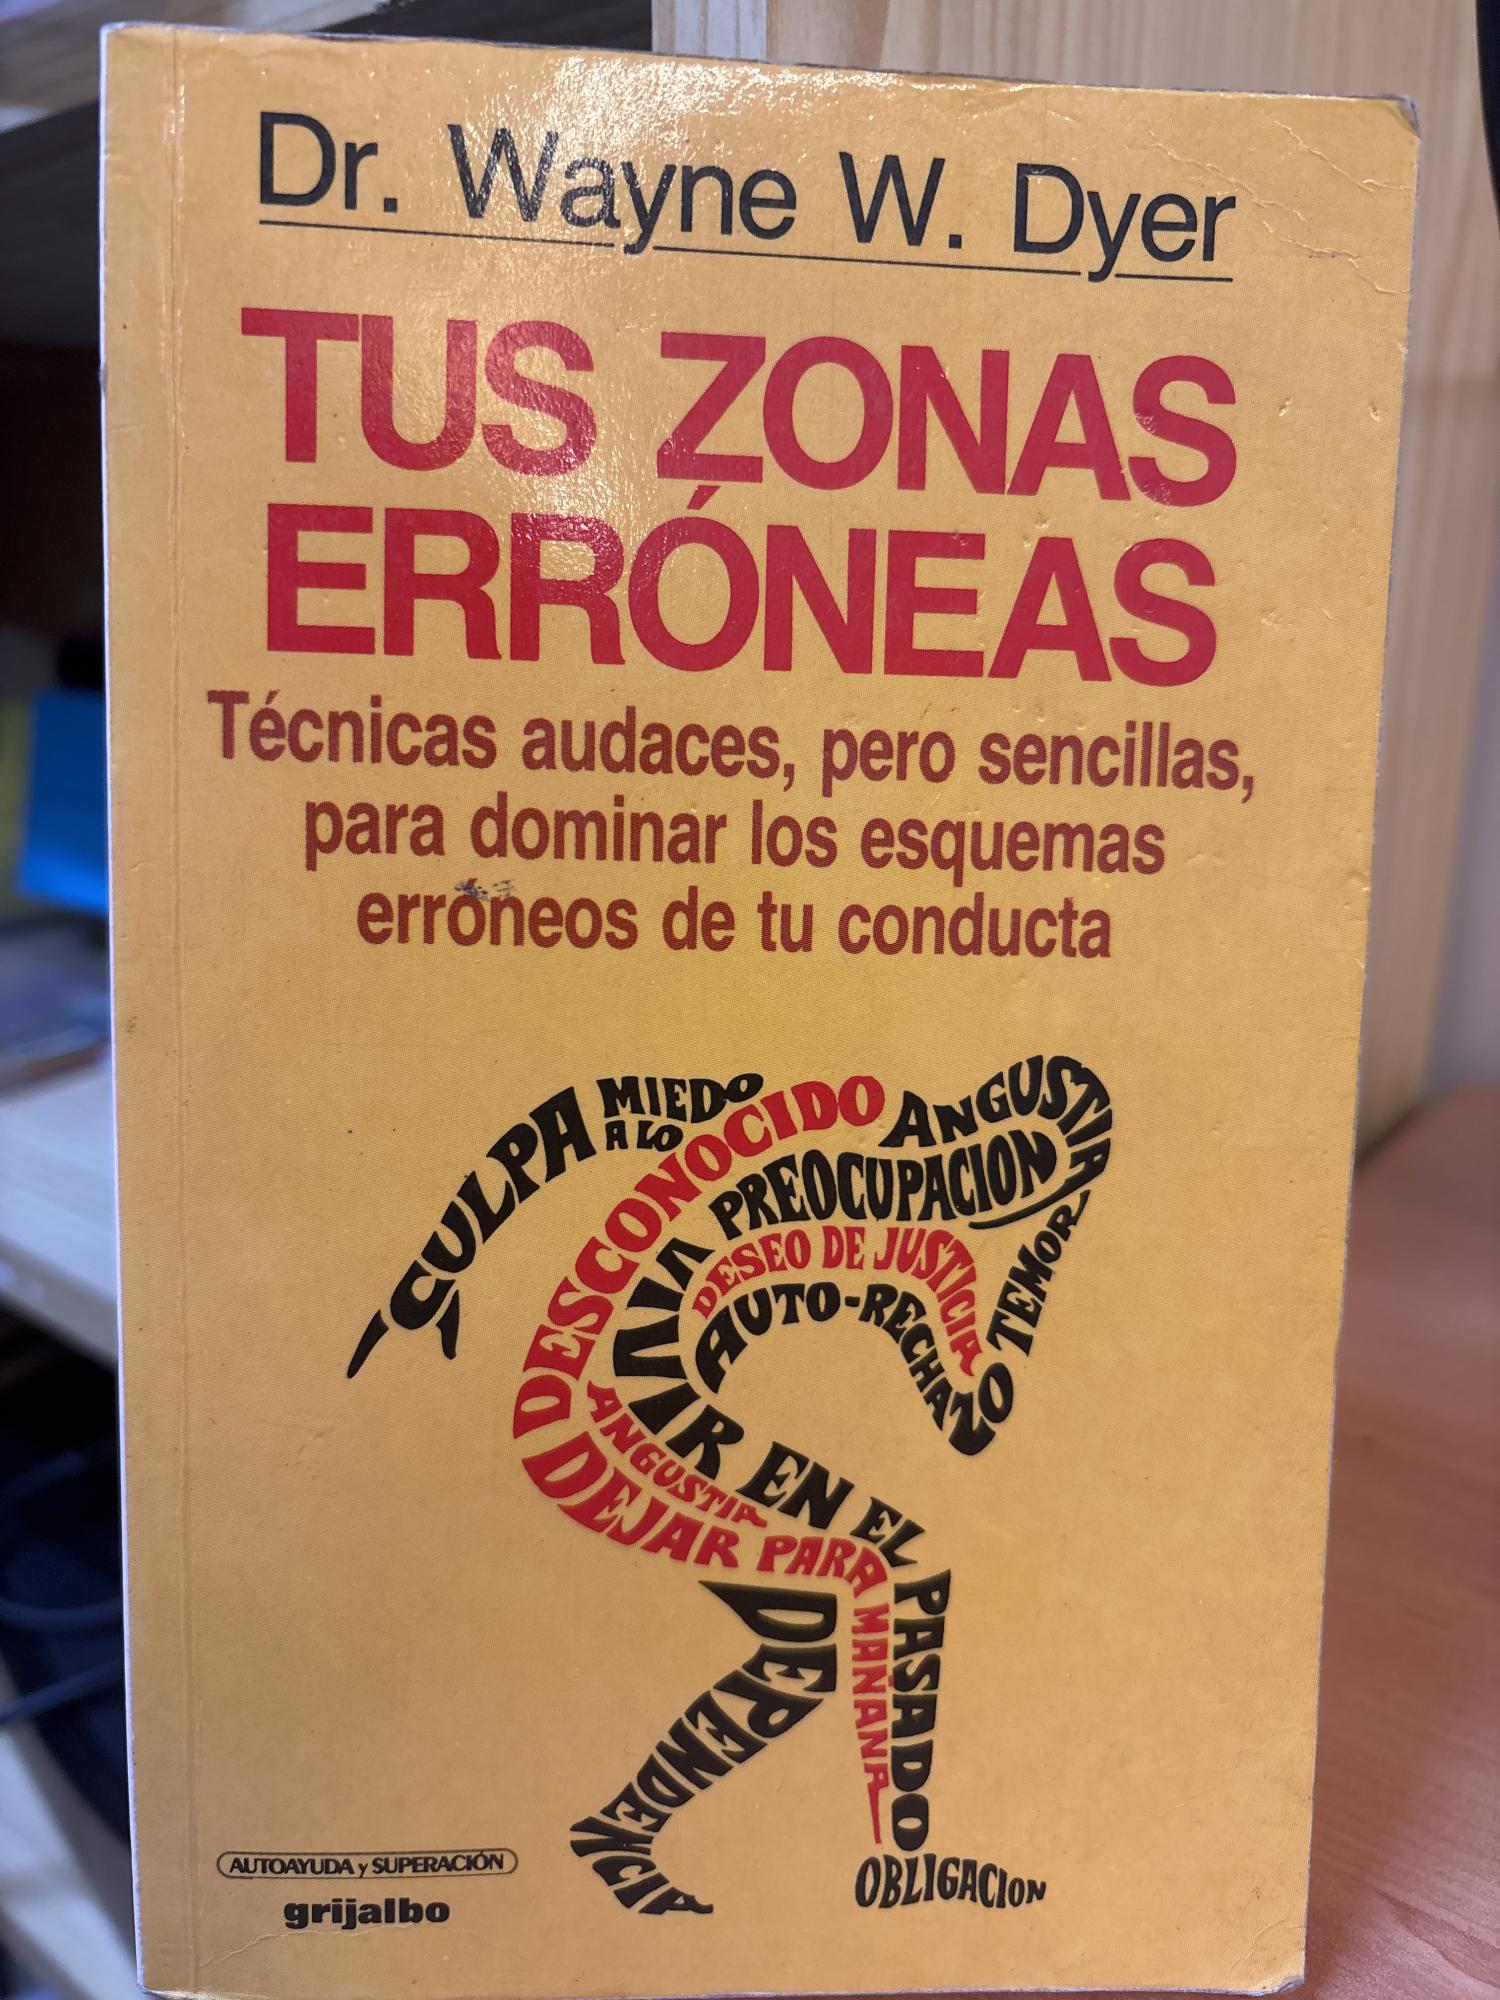 Dr. Wayne W. Dyer
TUS ZONAS
ERRÓNEAS
Técnicas audaces, pero sencillas,
para dominar los esquemas
erróneos de tu conducta
CULPA
MIEDO
A LO
DESCONOCIDO
ANGUSTIA
PREOCUPACION
TEMOR
DESEO DE JUSTICIA
AUTO-RECHAZO
VIVIR EN EL PASADO
ANGUSTIA
DEJAR PARA MAÑANA
DEPENDENCIA
OBLIGACION
AUTOAYUDA y SUPERACIÓN
grijalbo